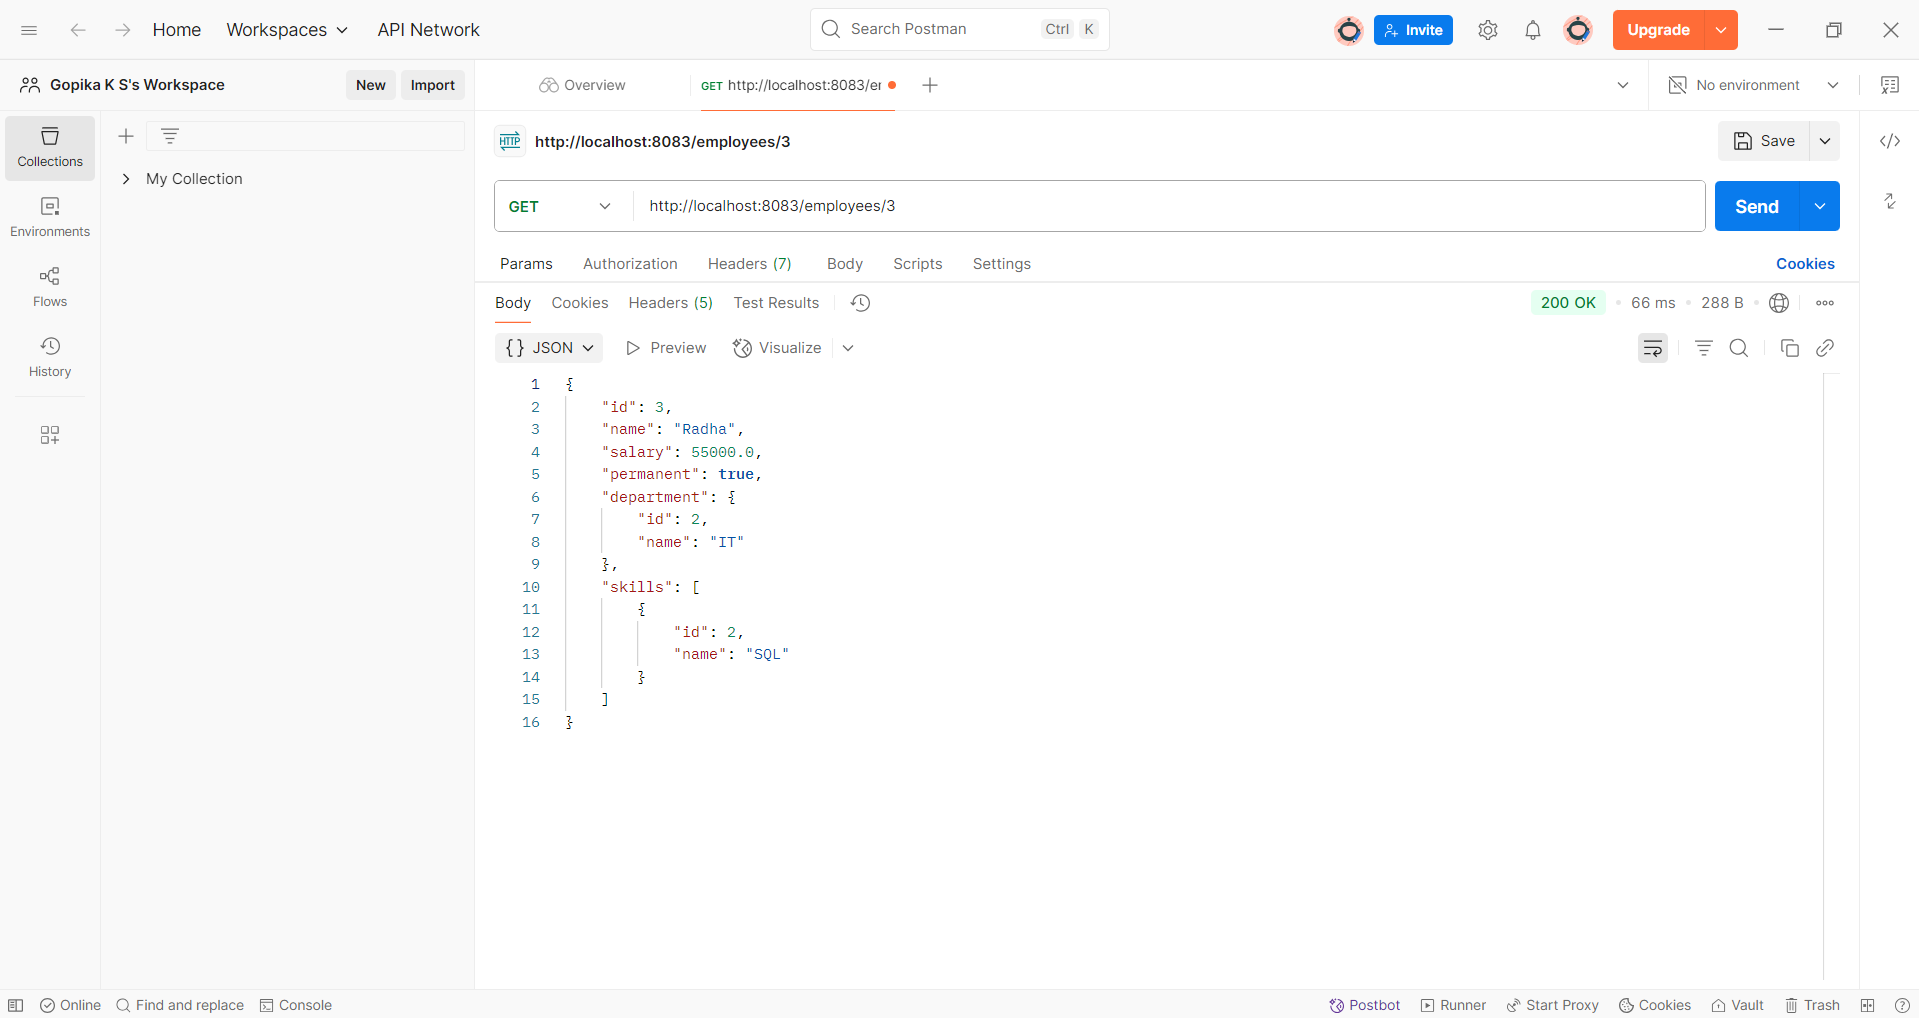 Home Workspaces API Network Search Postman Ctrl K Invite Upgrade
Gopika K S's Workspace New Import Overview GET http://localhost:8083/er No environment
Collections
My Collection
Environments
Flows
History
HTTP http://localhost:8083/employees/3 Save
GET http://localhost:8083/employees/3 Send
Params Authorization Headers (7) Body Scripts Settings Cookies
Body Cookies Headers (5) Test Results 200 OK 66 ms 288 B
{} JSON Preview Visualize
1 {
2 "id": 3,
3 "name": "Radha",
4 "salary": 55000.0,
5 "permanent": true,
6 "department": {
7 "id": 2,
8 "name": "IT"
9 },
10 "skills": [
11 {
12 "id": 2,
13 "name": "SQL"
14 }
15 ]
16 }
Online Find and replace Console Postbot Runner Start Proxy Cookies Vault Trash